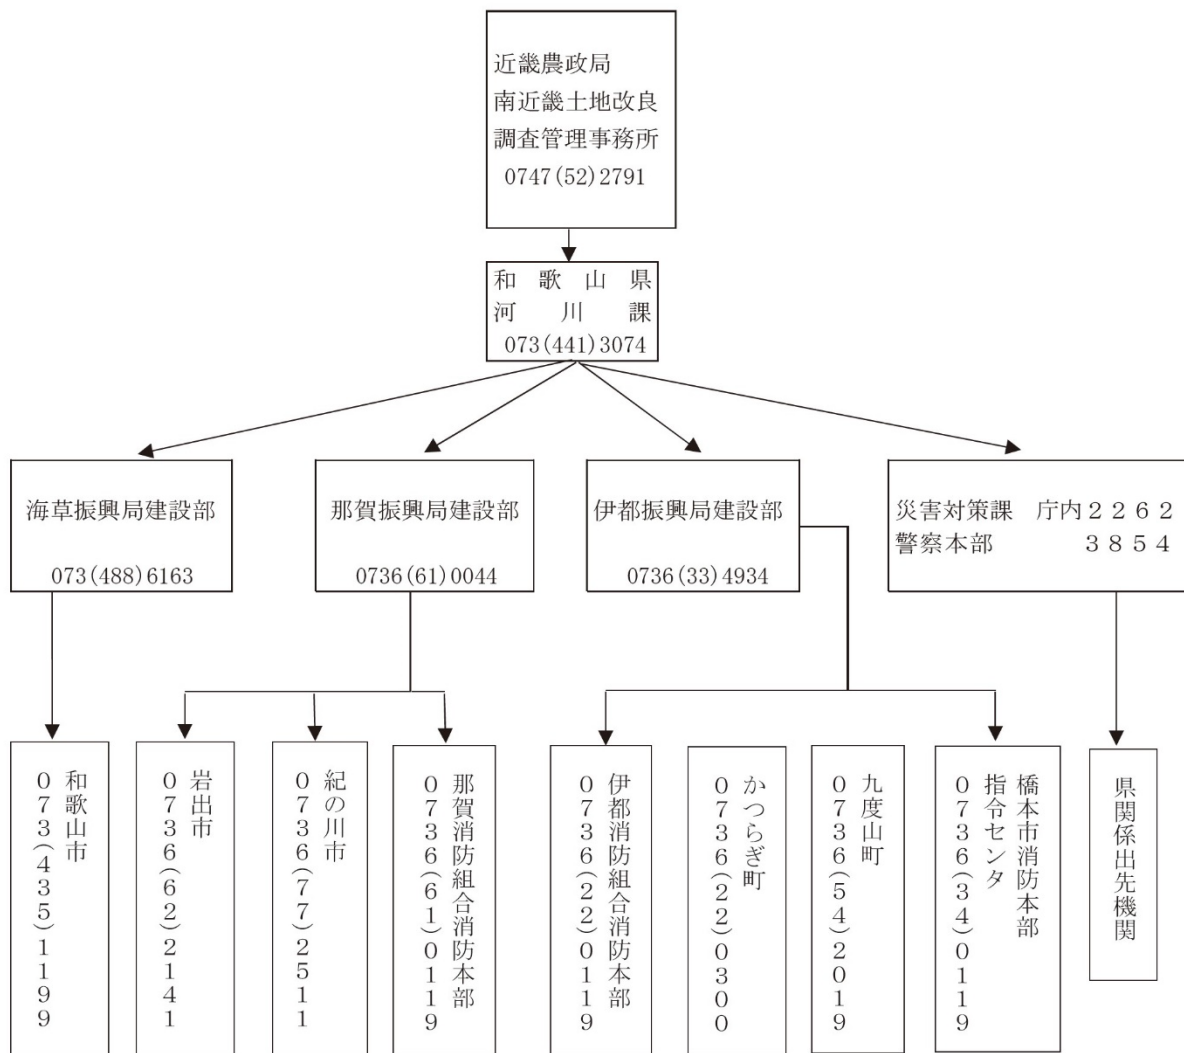 近畿農政局
南近畿土地改良
調査管理事務所
0747(52)2791
和歌山県
河川課
073(441)3074
海草振興局建設部
073(488)6163
那賀振興局建設部
0736(61)0044
伊都振興局建設部
0736(33)4934
災害対策課 庁内2262
警察本部 3854
和歌山市
073(435)1199
岩出市
0736(62)2141
紀の川市
0736(77)2511
那賀消防組合消防本部
0736(61)0119
伊都消防組合消防本部
0736(22)0119
かつらぎ町
0736(22)0300
九度山町
0736(54)2019
橋本市消防本部
指令センタ
0736(34)0119
県関係出先機関